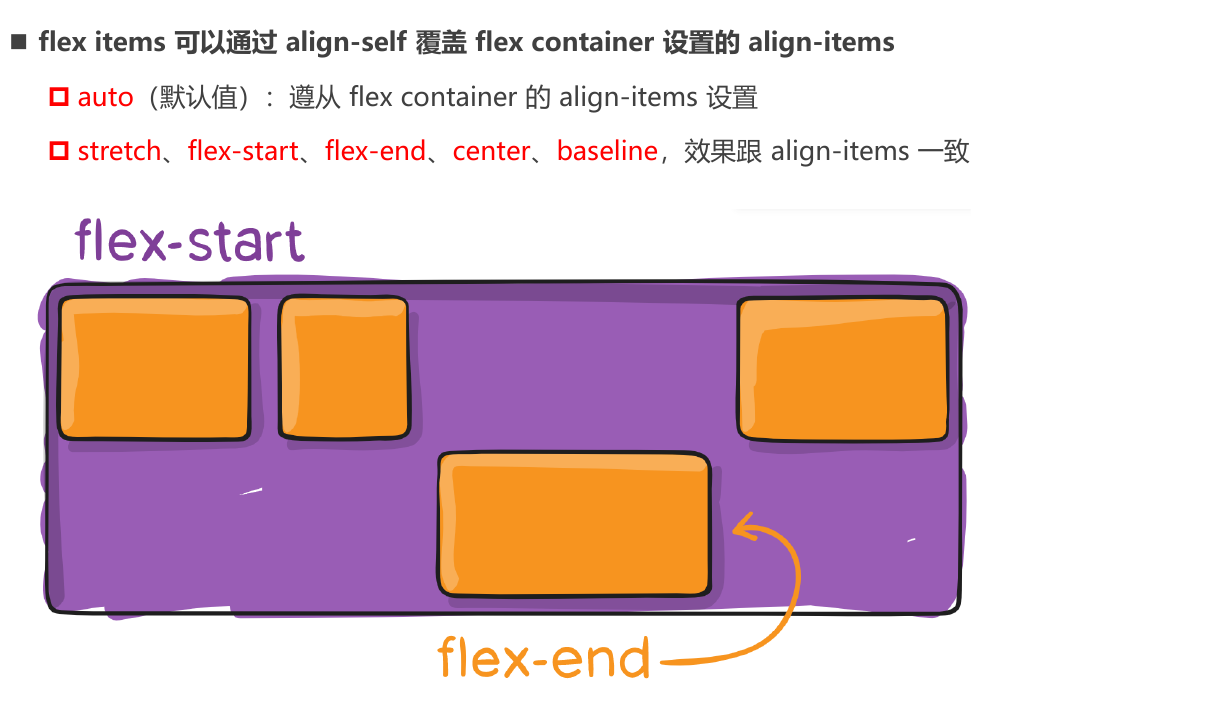 flex items 可以通过 align-self 覆盖 flex container 设置的 align-items
auto（默认值）：遵从 flex container 的 align-items 设置
stretch、flex-start、flex-end、center、baseline，效果跟 align-items 一致
flex-start
flex-end